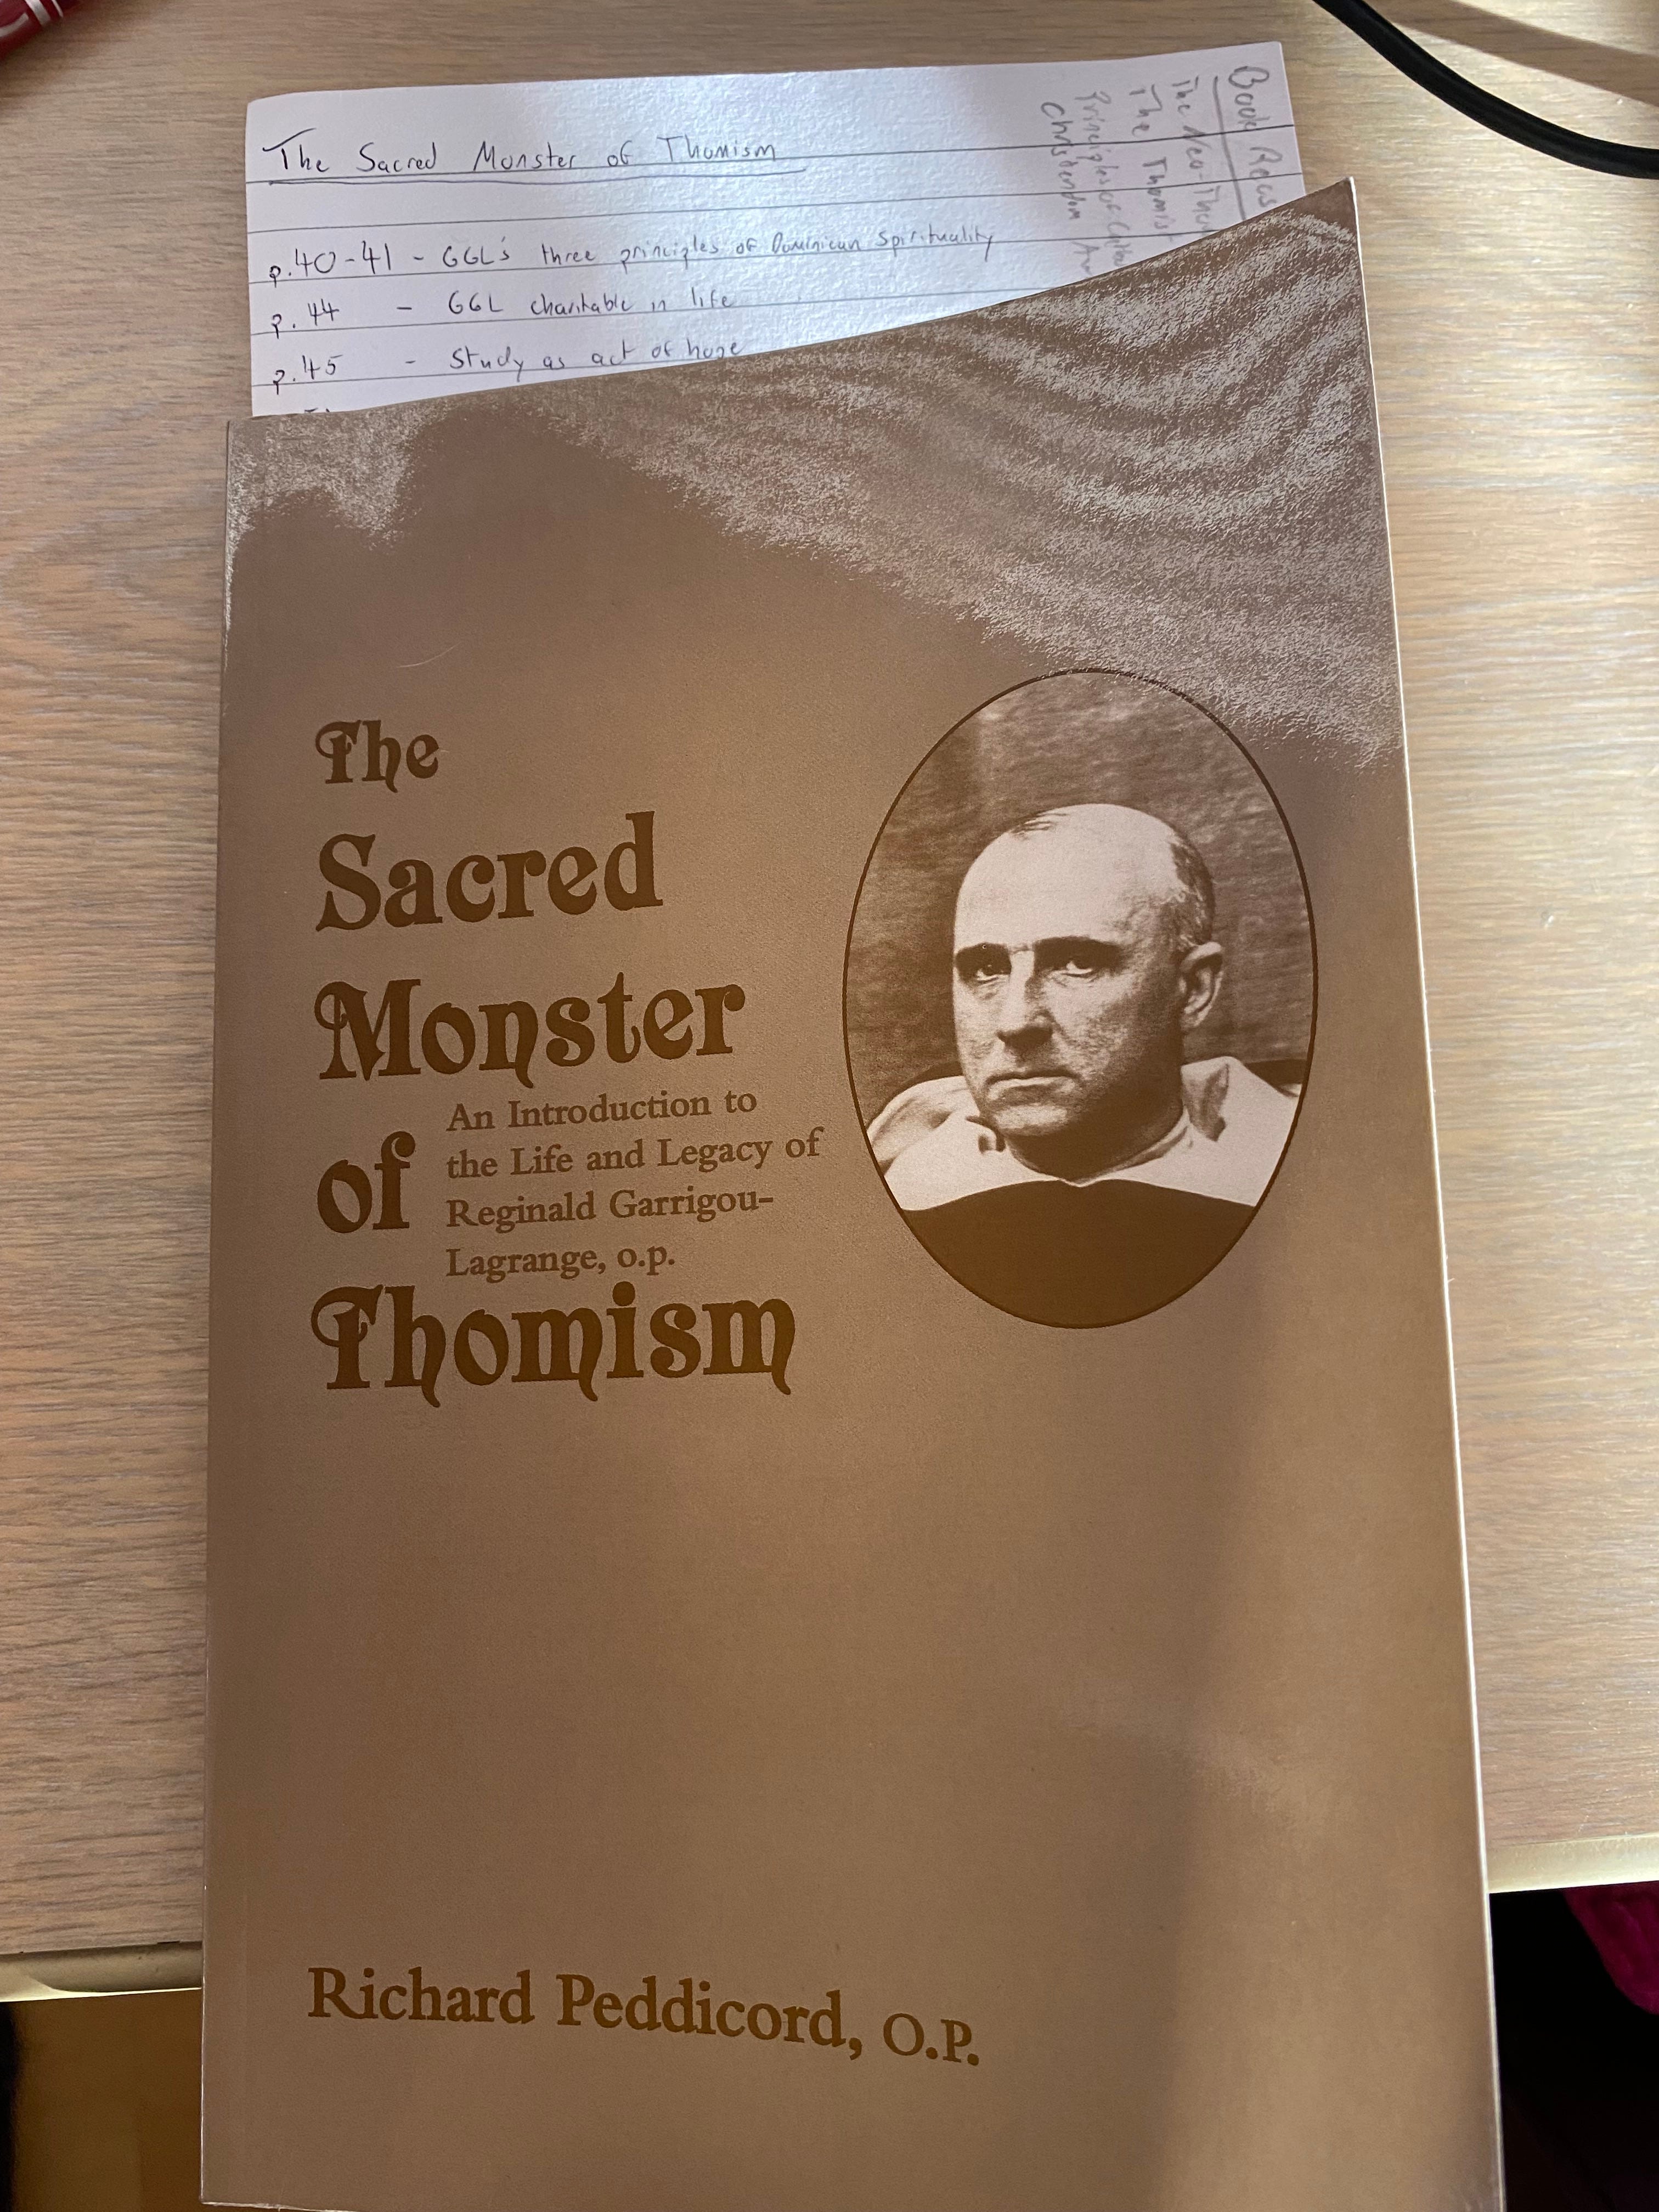 The Sacred Monster of Thomism
p.40-41 - GGL's three principles of Dominican Spirituality
p.44 - GGL charitable in life
p.45 - Study as act of hope
Book
The Neo-
The Thomist
Principles of
Christendom
The
Sacred
Monster
of
Thomism
An Introduction to
the Life and Legacy of
Reginald Garrigou-
Lagrange, o.p.
Richard Peddicord, O.P.